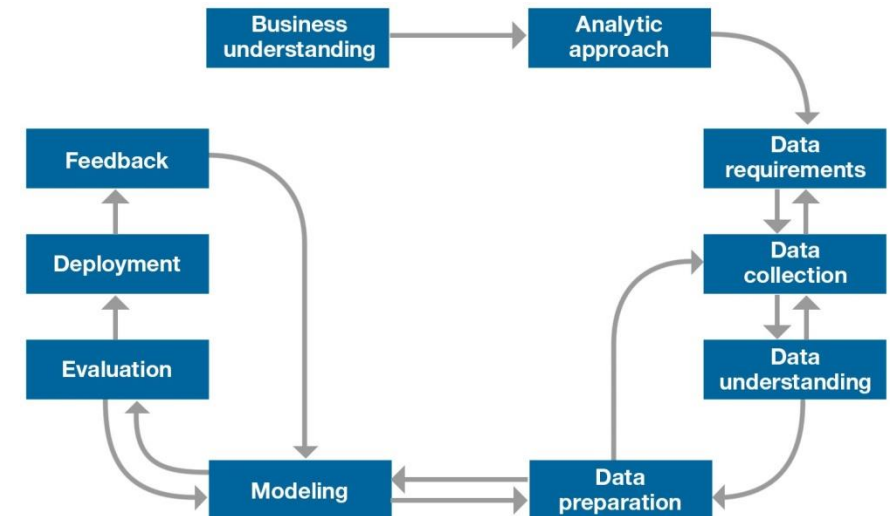 Business
understanding
Analytic
approach
Data
requirements
Data
collection
Data
understanding
Data
preparation
Modeling
Evaluation
Deployment
Feedback